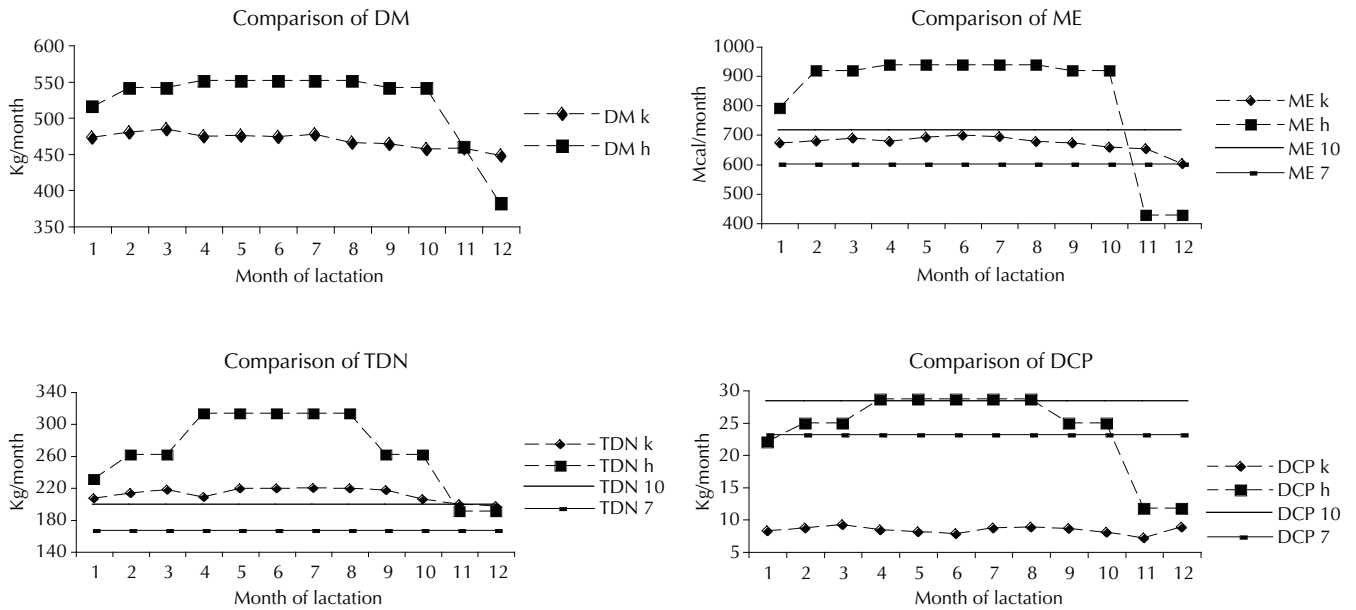 Comparison of DM
600
550
500
450
400
350
Kg/month
1 2 3 4 5 6 7 8 9 10 11 12
Month of lactation
DM k
DM h
Comparison of ME
1000
900
800
700
600
500
400
Mcal/month
1 2 3 4 5 6 7 8 9 10 11 12
Month of lactation
ME k
ME h
ME 10
ME 7
Comparison of TDN
340
300
260
220
180
140
Kg/month
1 2 3 4 5 6 7 8 9 10 11 12
Month of lactation
TDN k
TDN h
TDN 10
TDN 7
Comparison of DCP
30
25
20
15
10
5
Kg/month
1 2 3 4 5 6 7 8 9 10 11 12
Month of lactation
DCP k
DCP h
DCP 10
DCP 7